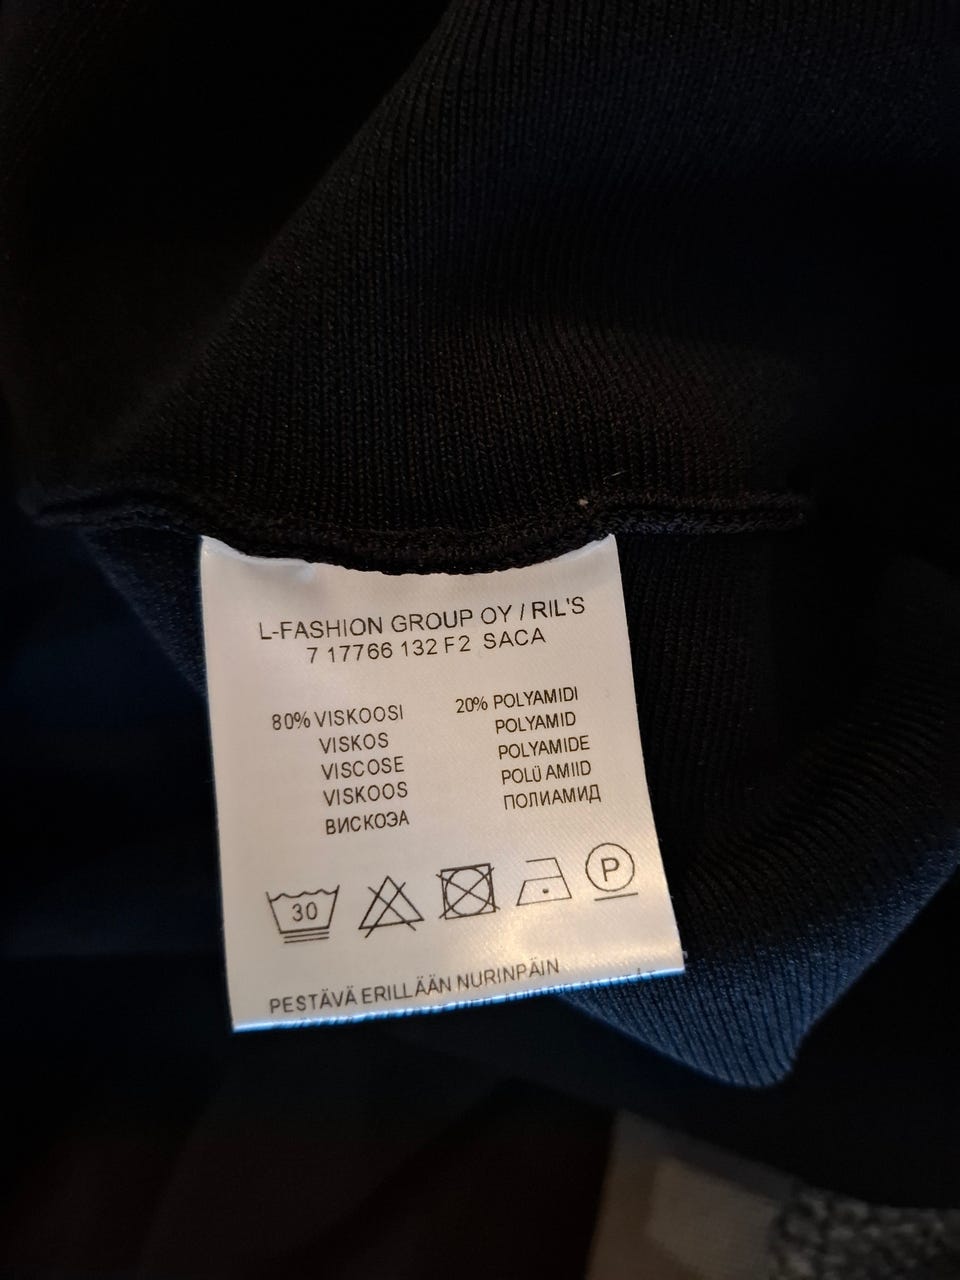 L-FASHION GROUP OY / RIL'S
7 17766 132 F2 SACA
80% VISKOOSI
VISKOS
VISCOSE
VISKOOS
ВИСКОЭА
20% POLYAMIDI
POLYAMID
POLYAMIDE
POLÜ AMIID
ПОЛИАМИД
30
P
PESTÄVÄ ERILLÄÄN NURINPÄIN